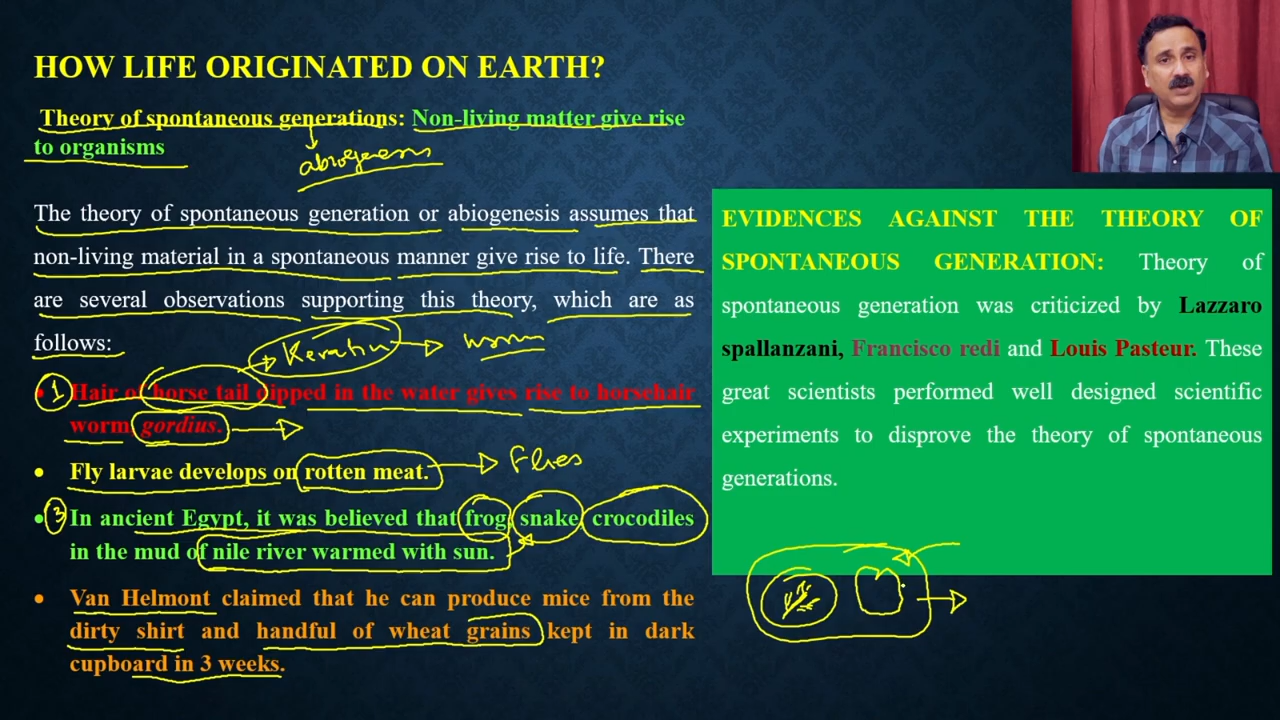 HOW LIFE ORIGINATED ON EARTH?
Theory of spontaneous generations: Non-living matter give rise
to organisms
abiogenesis
The theory of spontaneous generation or abiogenesis assumes that
non-living material in a spontaneous manner give rise to life. There
are several observations supporting this theory, which are as
follows:
Keratin
worm
1
• Hair of horse tail dipped in the water gives rise to horsehair
worm gordius.
• Fly larvae develops on rotten meat.
Flies
3
• In ancient Egypt, it was believed that frog, snake, crocodiles
in the mud of nile river warmed with sun.
• Van Helmont claimed that he can produce mice from the
dirty shirt and handful of wheat grains kept in dark
cupboard in 3 weeks.
EVIDENCES AGAINST THE THEORY OF
SPONTANEOUS GENERATION: Theory of
spontaneous generation was criticized by Lazzaro
spallanzani, Francisco redi and Louis Pasteur. These
great scientists performed well designed scientific
experiments to disprove the theory of spontaneous
generations.